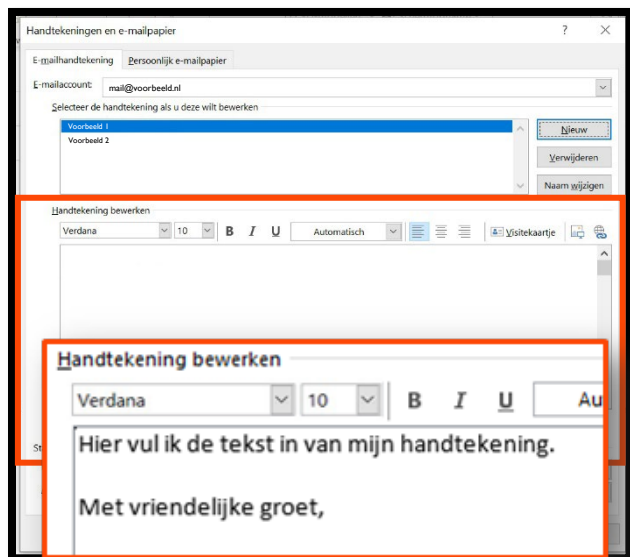 Handtekeningen en e-mailpapier ?
E-mailhandtekening Persoonlijk e-mailpapier
E-mailaccount: mail@voorbeeld.nl
Selecteer de handtekening als u deze wilt bewerken
Voorbeeld 1
Voorbeeld 2
Nieuw
Verwijderen
Naam wijzigen
Handtekening bewerken
Verdana 10 B I U Automatisch Visitekaartje
Handtekening bewerken
Verdana 10 B I U Au
Hier vul ik de tekst in van mijn handtekening.
Met vriendelijke groet,
St